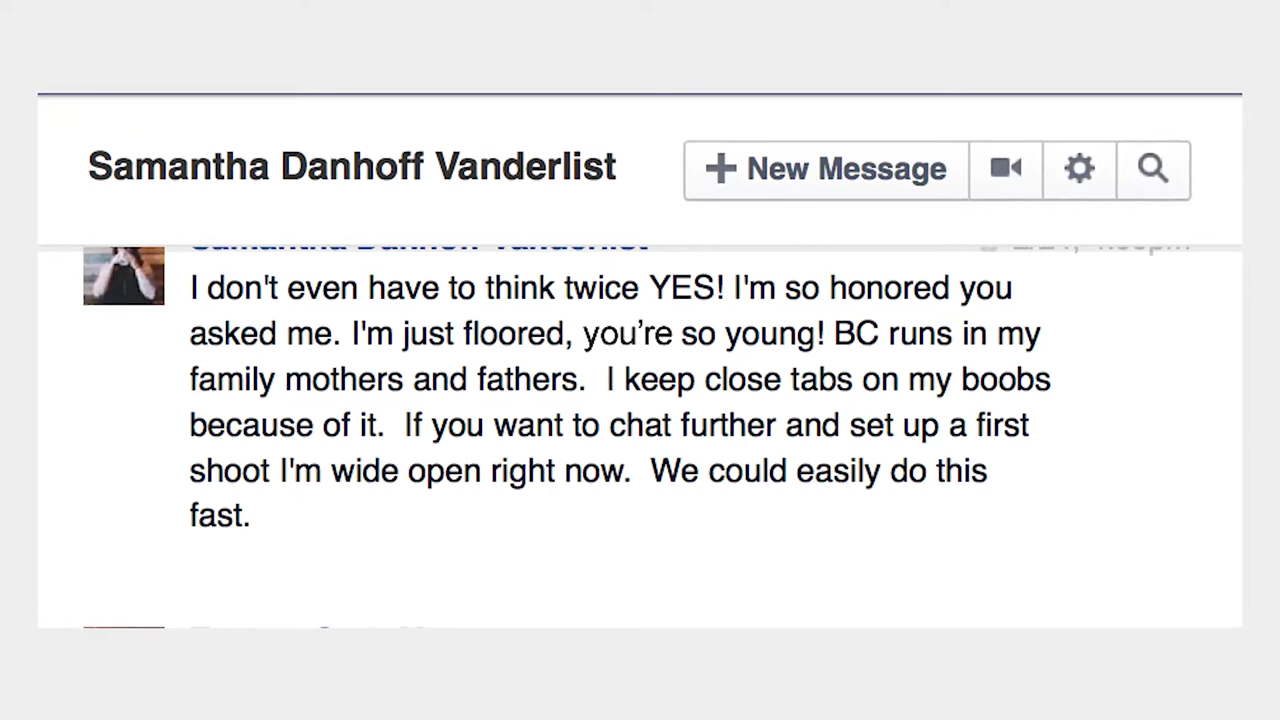 Samantha Danhoff Vanderlist
New Message
Samantha Danhoff Vanderlist
I don't even have to think twice YES! I'm so honored you
asked me. I'm just floored, you're so young! BC runs in my
family mothers and fathers.  I keep close tabs on my boobs
because of it.  If you want to chat further and set up a first
shoot I'm wide open right now.  We could easily do this
fast.